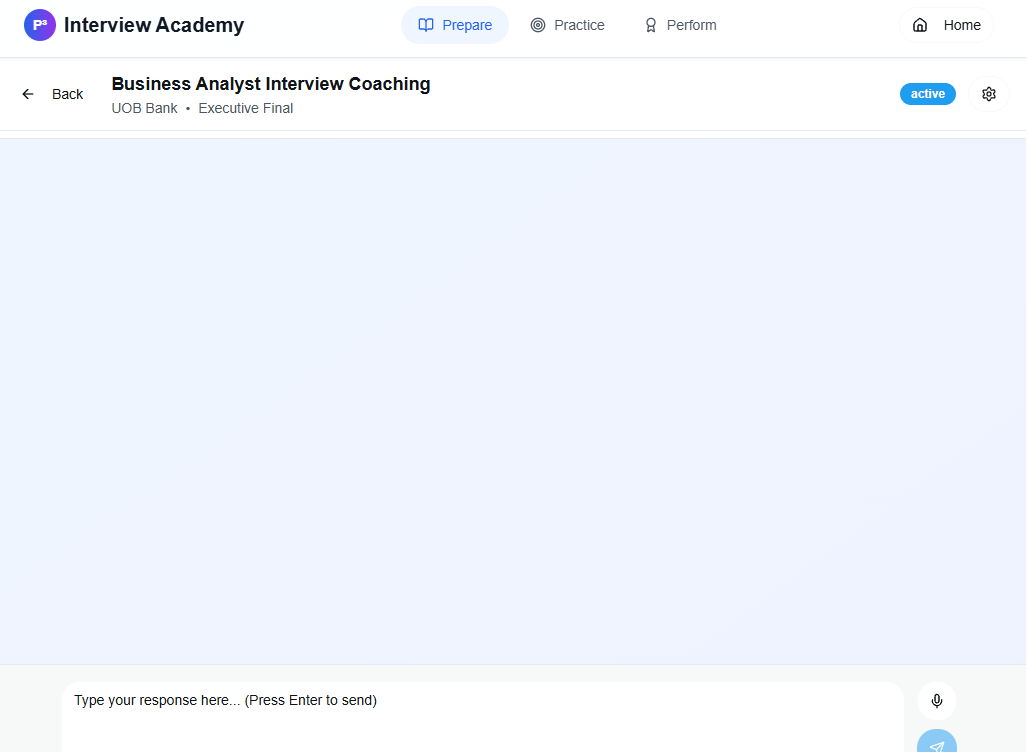 P³ Interview Academy Prepare Practice Perform Home
Back Business Analyst Interview Coaching active
UOB Bank • Executive Final
Type your response here... (Press Enter to send)